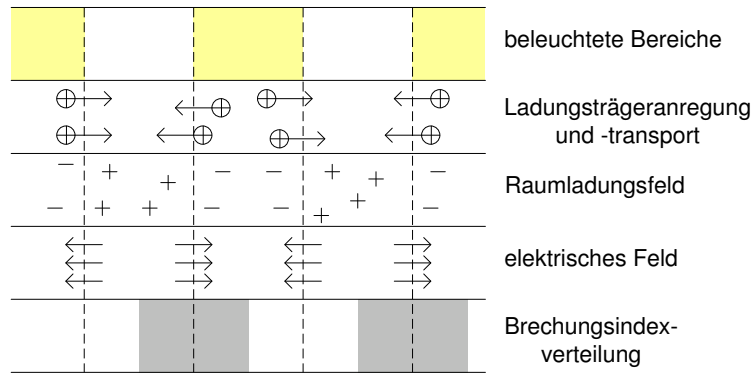 beleuchtete Bereiche
Ladungsträgeranregung
und -transport
Raumladungsfeld
elektrisches Feld
Brechungsindex-
verteilung